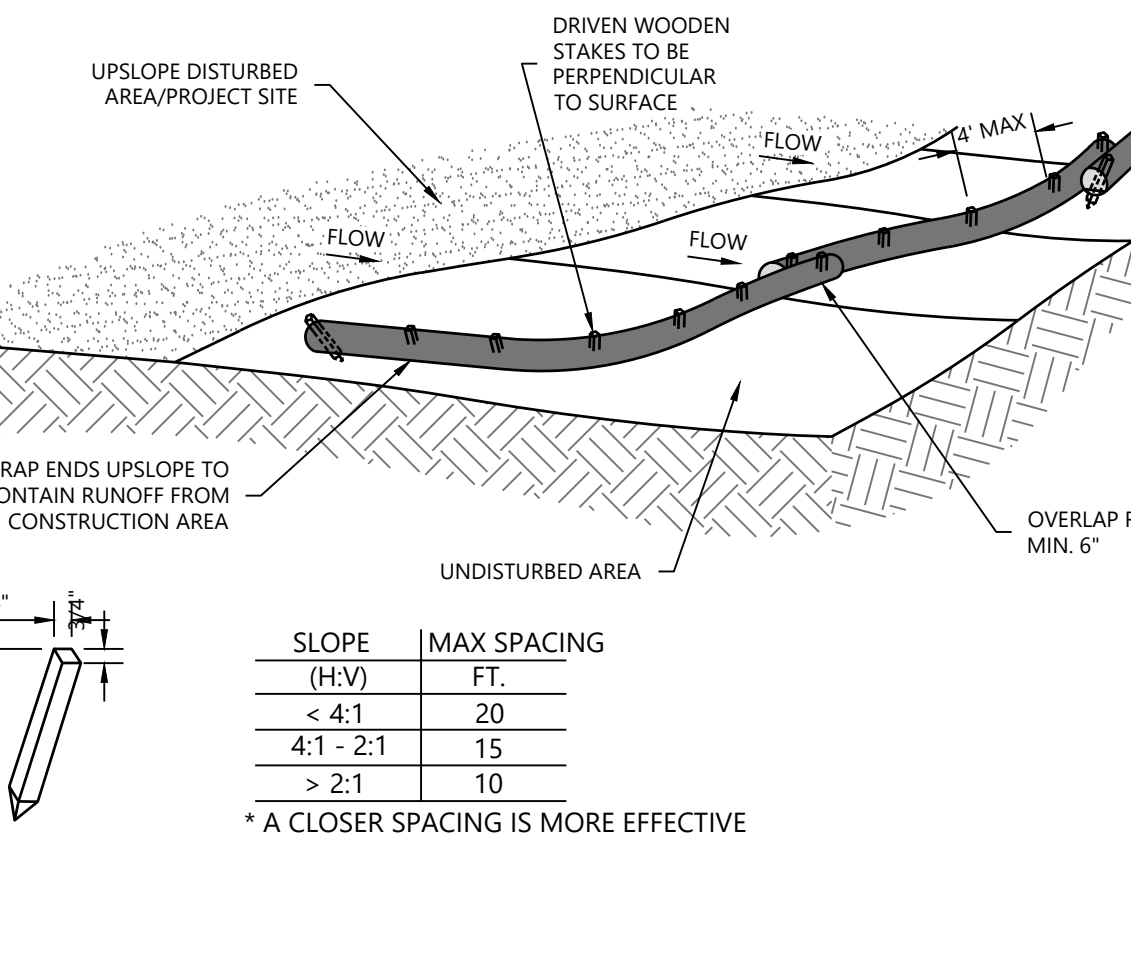 DRIVEN WOODEN
STAKES TO BE
PERPENDICULAR
TO SURFACE
UPSLOPE DISTURBED
AREA/PROJECT SITE
FLOW
4' MAX
FLOW
FLOW
ENDS UPSLOPE TO
RUNOFF FROM
CONSTRUCTION AREA
OVERLAP
MIN. 6"
UNDISTURBED AREA
3/4"
SLOPE MAX SPACING
(H:V) FT.
< 4:1 20
4:1 - 2:1 15
> 2:1 10
* A CLOSER SPACING IS MORE EFFECTIVE